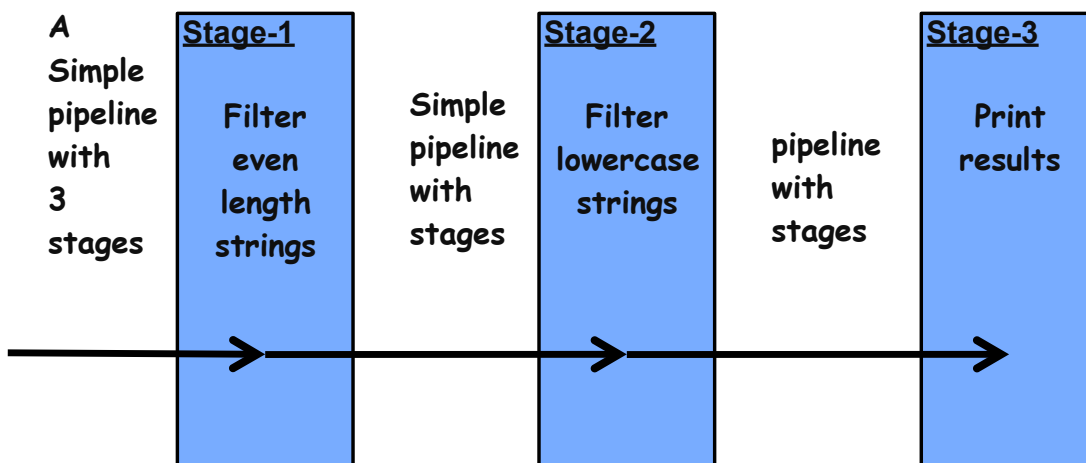 A
Simple
pipeline
with
3
stages
Stage-1
Filter
even
length
strings
Simple
pipeline
with
stages
Stage-2
Filter
lowercase
strings
pipeline
with
stages
Stage-3
Print
results